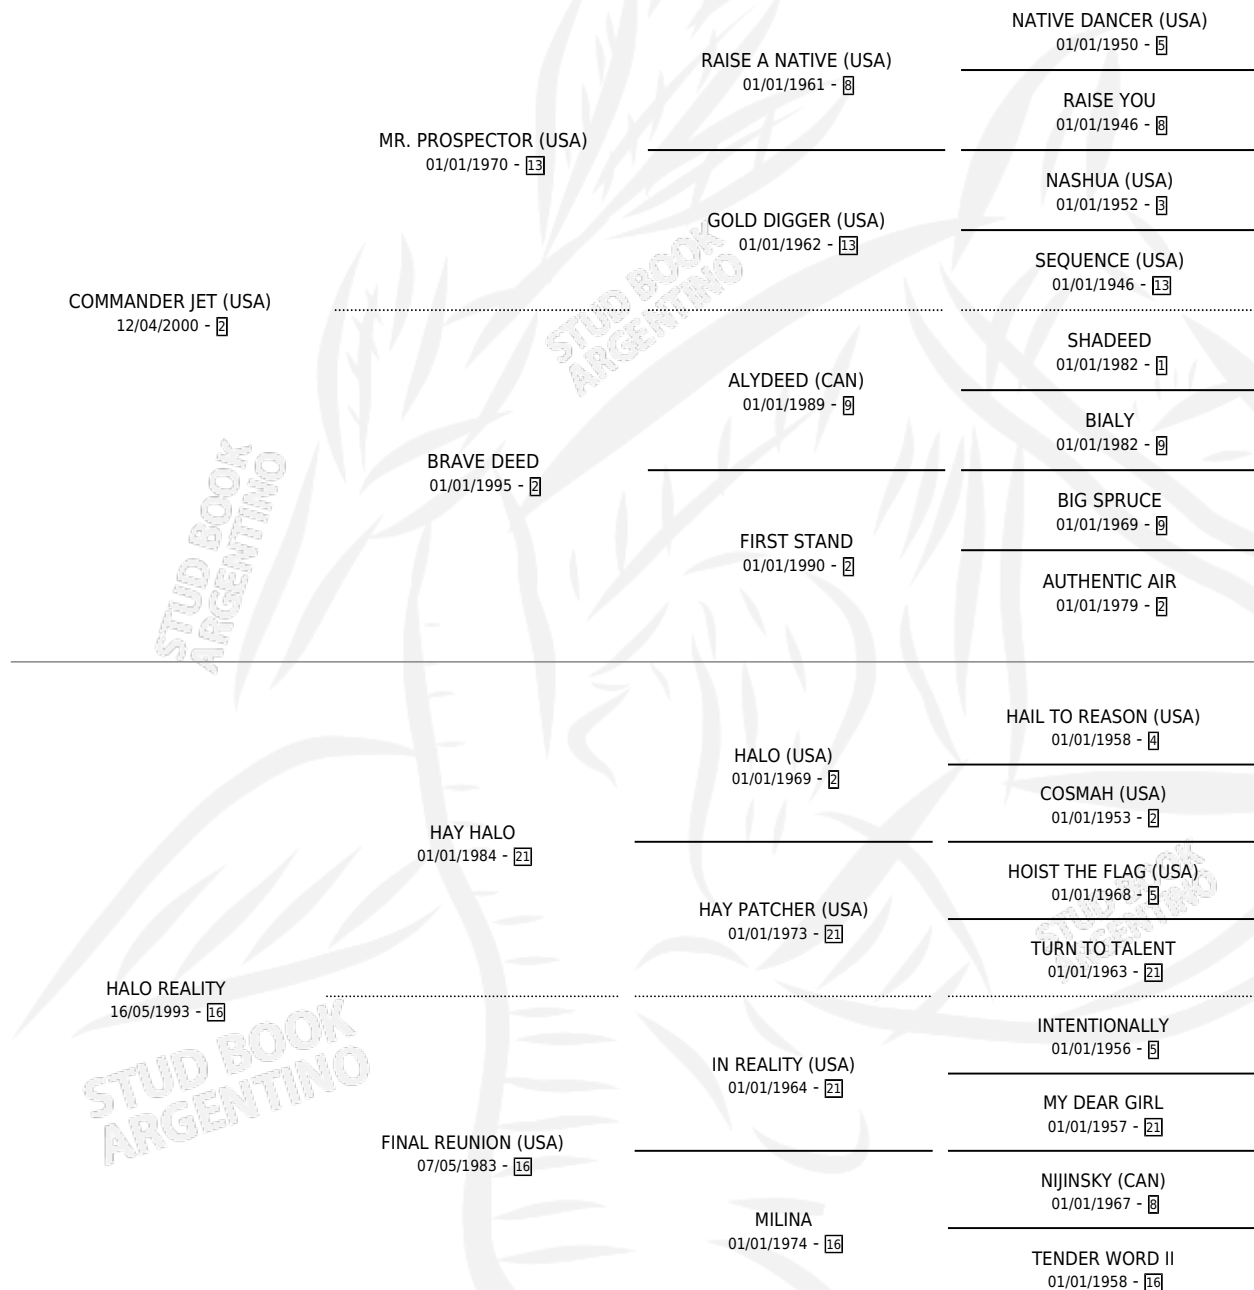 COMMANDER JET (USA)
12/04/2000 - 2
MR. PROSPECTOR (USA)
01/01/1970 - 13
BRAVE DEED
01/01/1995 - 2
RAISE A NATIVE (USA)
01/01/1961 - 8
GOLD DIGGER (USA)
01/01/1962 - 13
ALYDEED (CAN)
01/01/1989 - 9
FIRST STAND
01/01/1990 - 2
NATIVE DANCER (USA)
01/01/1950 - 5
RAISE YOU
01/01/1946 - 8
NASHUA (USA)
01/01/1952 - 3
SEQUENCE (USA)
01/01/1946 - 13
SHADEED
01/01/1982 - 1
BIALY
01/01/1982 - 9
BIG SPRUCE
01/01/1969 - 9
AUTHENTIC AIR
01/01/1979 - 2
HALO REALITY
16/05/1993 - 16
HAY HALO
01/01/1984 - 21
FINAL REUNION (USA)
07/05/1983 - 16
HALO (USA)
01/01/1969 - 2
HAY PATCHER (USA)
01/01/1973 - 21
IN REALITY (USA)
01/01/1964 - 21
MILINA
01/01/1974 - 16
HAIL TO REASON (USA)
01/01/1958 - 4
COSMAH (USA)
01/01/1953 - 2
HOIST THE FLAG (USA)
01/01/1968 - 5
TURN TO TALENT
01/01/1963 - 21
INTENTIONALLY
01/01/1956 - 5
MY DEAR GIRL
01/01/1957 - 21
NIJINSKY (CAN)
01/01/1967 - 8
TENDER WORD II
01/01/1958 - 16
STUD BOOK
ARGENTINO
STUD BOOK
ARGENTINO
STUD BOOK
ARGENTINO
STUD BOOK
ARGENTINO